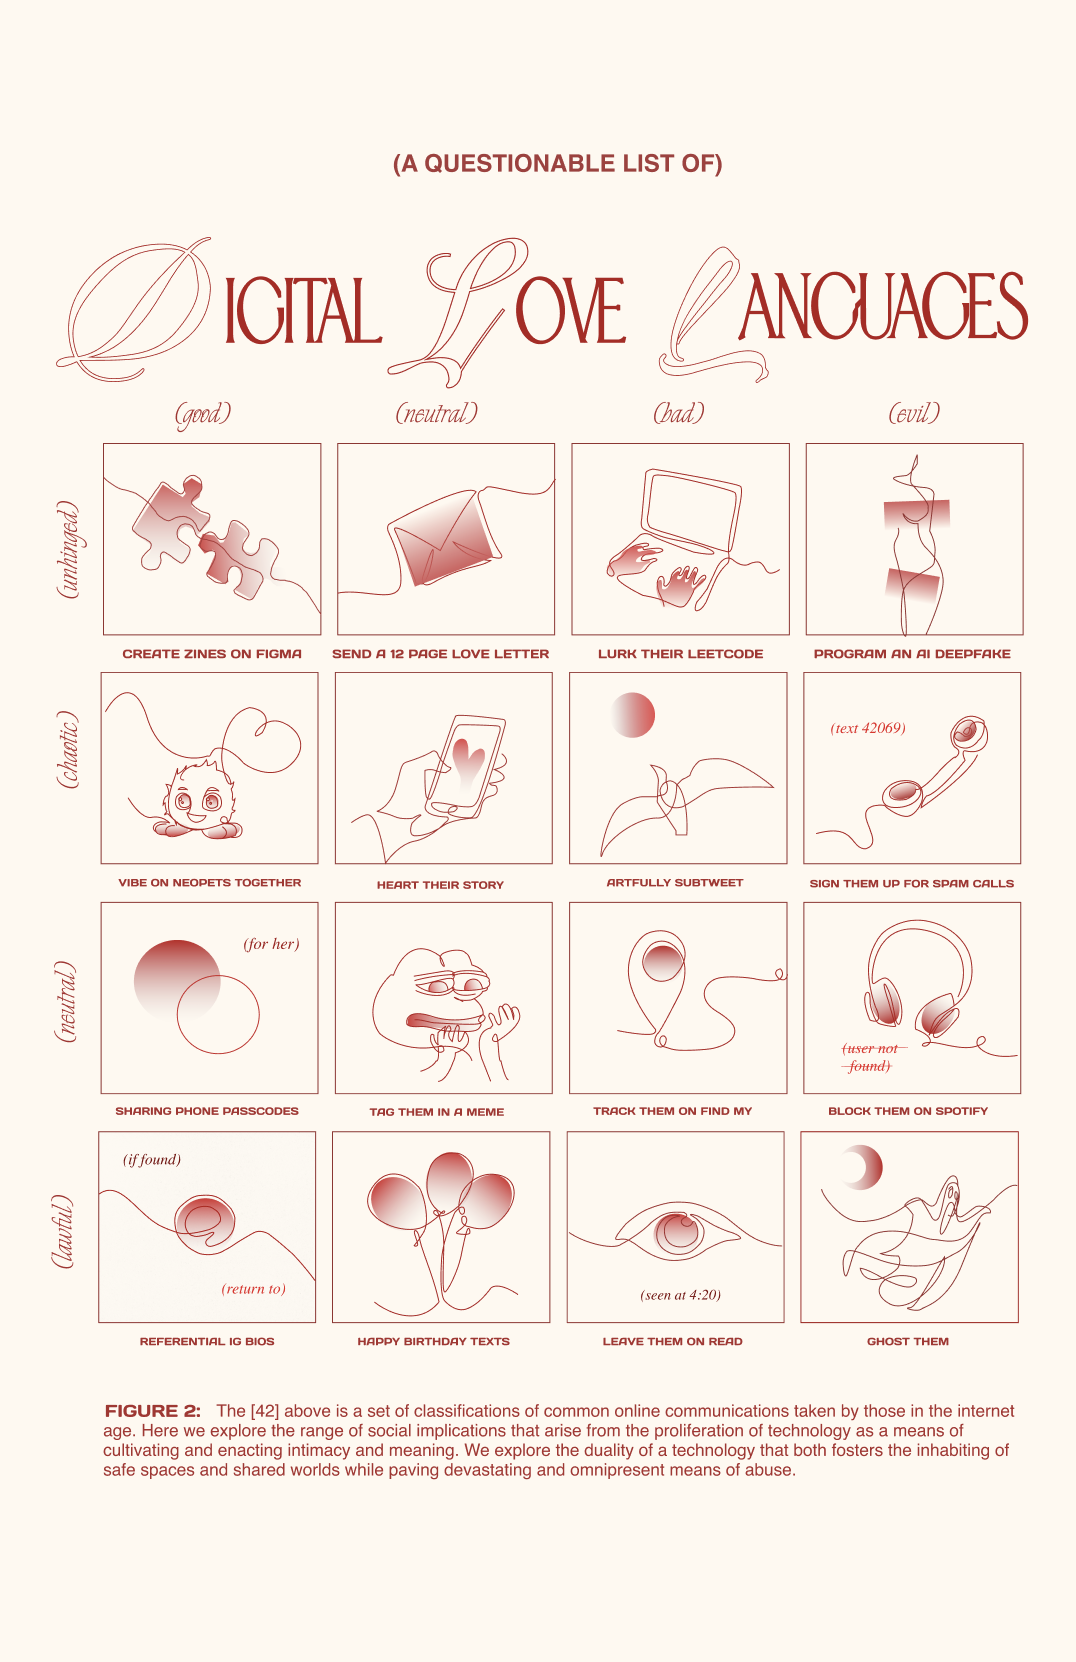 (A QUESTIONABLE LIST OF)
DIGITAL LOVE LANGUAGES
(good) (neutral) (bad) (evil)
(unhinged)
CREATE ZINES ON FIGMA
SEND A 12 PAGE LOVE LETTER
LURK THEIR LEETCODE
PROGRAM AN AI DEEPFAKE
(chaotic)
(text 42069)
VIBE ON NEOPETS TOGETHER
HEART THEIR STORY
ARTFULLY SUBTWEET
SIGN THEM UP FOR SPAM CALLS
(neutral)
(for her)
(user not
found)
SHARING PHONE PASSCODES
TAG THEM IN A MEME
TRACK THEM ON FIND MY
BLOCK THEM ON SPOTIFY
(lawful)
(if found)
(return to)
(seen at 4:20)
REFERENTIAL IG BIOS
HAPPY BIRTHDAY TEXTS
LEAVE THEM ON READ
GHOST THEM
FIGURE 2: The [42] above is a set of classifications of common online communications taken by those in the internet
age. Here we explore the range of social implications that arise from the proliferation of technology as a means of
cultivating and enacting intimacy and meaning. We explore the duality of a technology that both fosters the inhabiting of
safe spaces and shared worlds while paving devastating and omnipresent means of abuse.